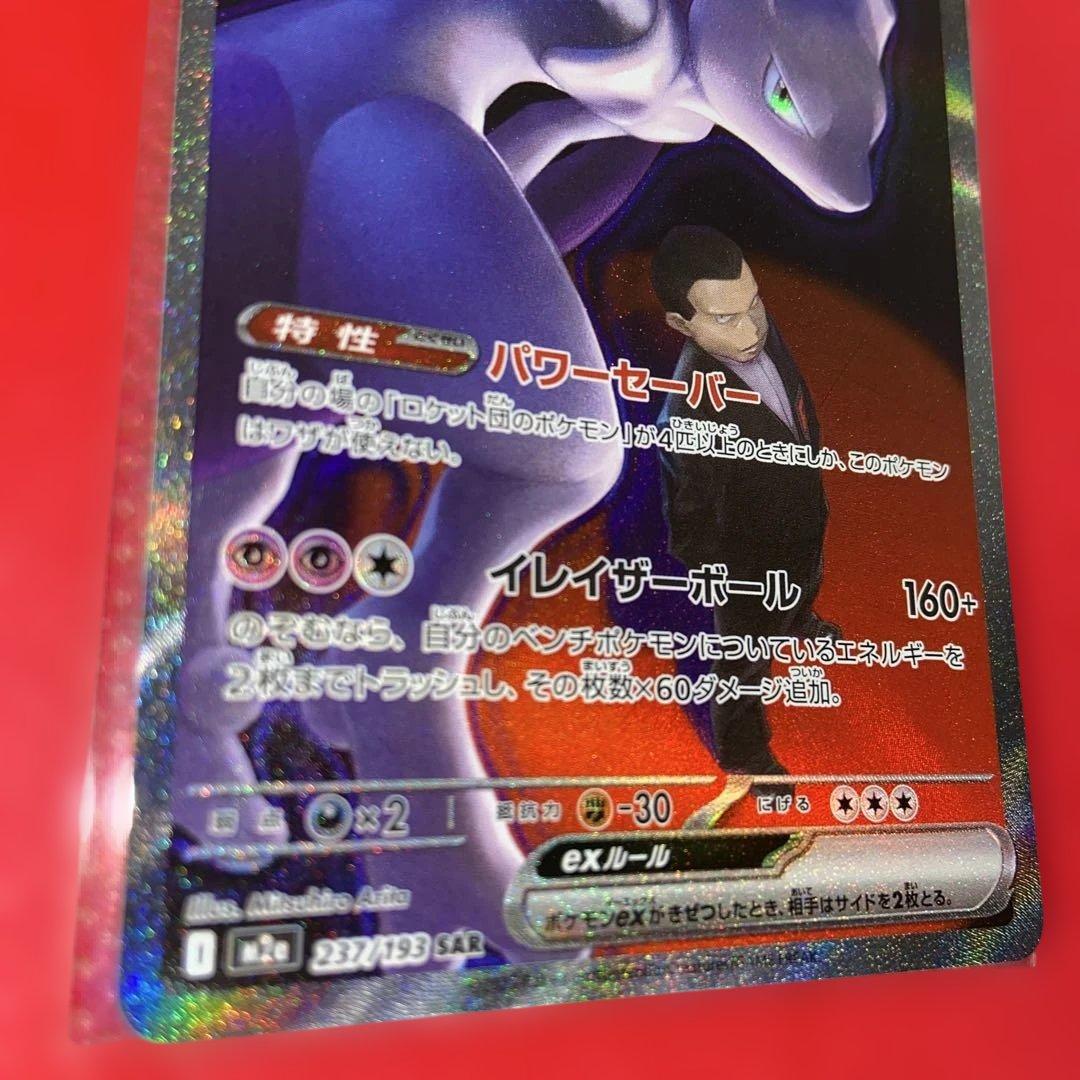 特性
パワーセーバー
自分の場の「ロケット団のポケモン」が4匹以上のときにしか、このポケモン
はワザが使えない。
イレイザーボール 160+
のぞむなら、自分のベンチポケモンについているエネルギーを
2枚までトラッシュし、その枚数×60ダメージ追加。
弱点 ×2 抵抗力 -30 にげる
exルール
ポケモンexがきぜつしたとき、相手はサイドを2枚とる。
Illus. Mitsuhiro Arita
I 237/193 SAR